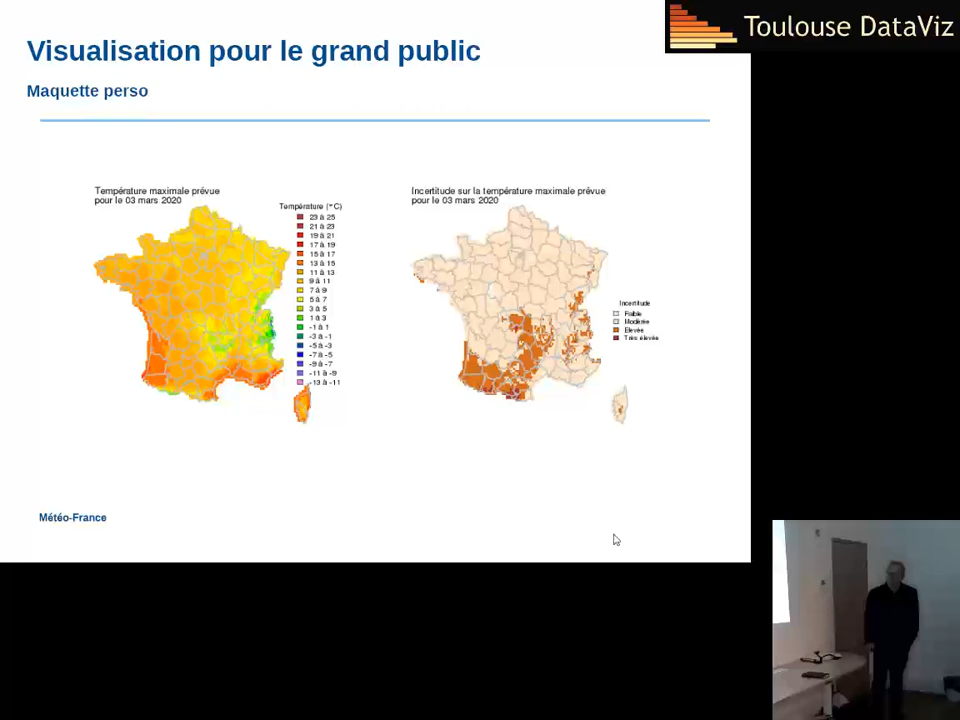 Toulouse DataViz
Visualisation pour le grand public
Maquette perso
Température maximale prévue
pour le 03 mars 2020
Température (°C)
23 à 25
21 à 23
19 à 21
17 à 19
15 à 17
13 à 15
11 à 13
9 à 11
7 à 9
5 à 7
3 à 5
1 à 3
-1 à 1
-3 à -1
-5 à -3
-7 à -5
-9 à -7
-11 à -9
-13 à -11
Incertitude sur la température maximale prévue
pour le 03 mars 2020
Incertitude
Faible
Modérée
Elevée
Très élevée
Météo-France